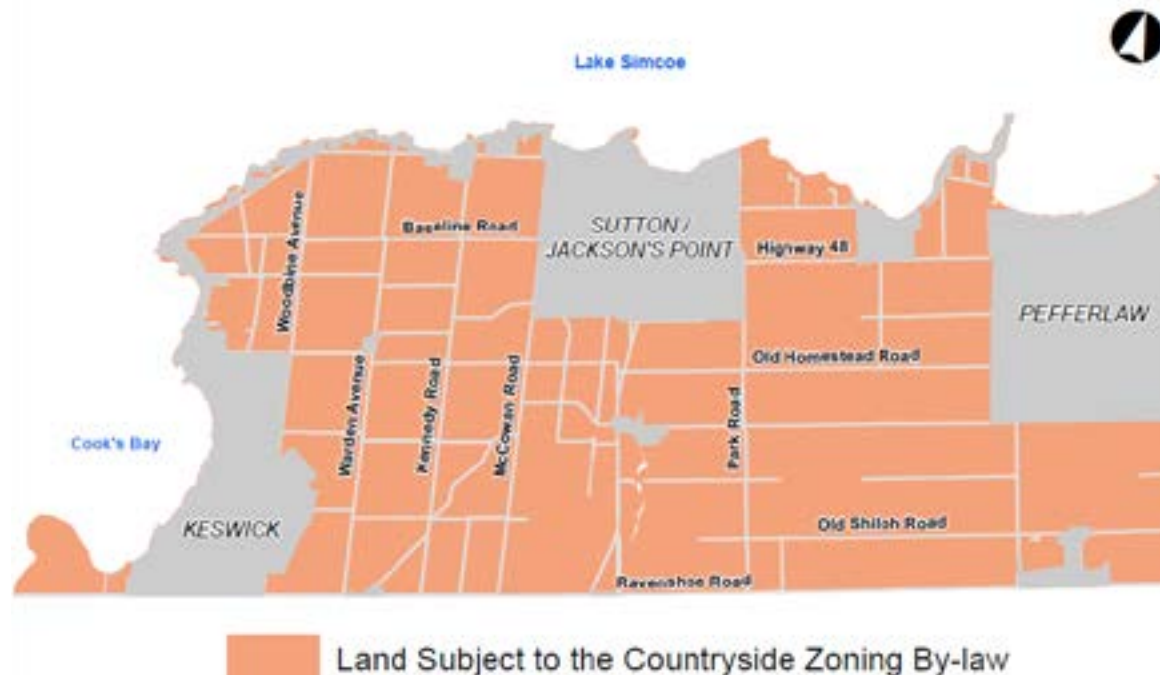 Lake Simcoe
Woodbine Avenue
Baseline Road
SUTTON /
JACKSON'S POINT
Highway 48
PEFFERLAW
Old Homestead Road
Warden Avenue
Kennedy Road
McCowan Road
Park Road
Cook's Bay
KESWICK
Old Shiloh Road
Ravenshoe Road
Land Subject to the Countryside Zoning By-law